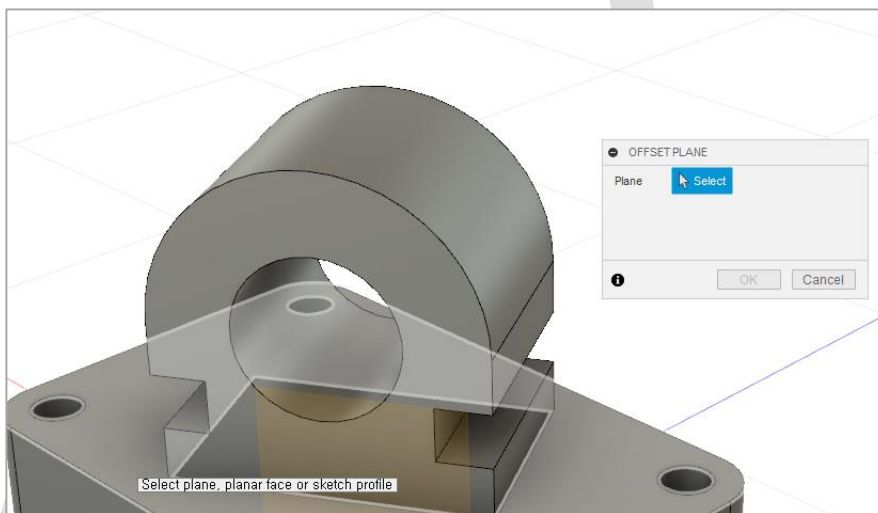 OFFSET PLANE
Plane Select
OK Cancel
Select plane, planar face or sketch profile